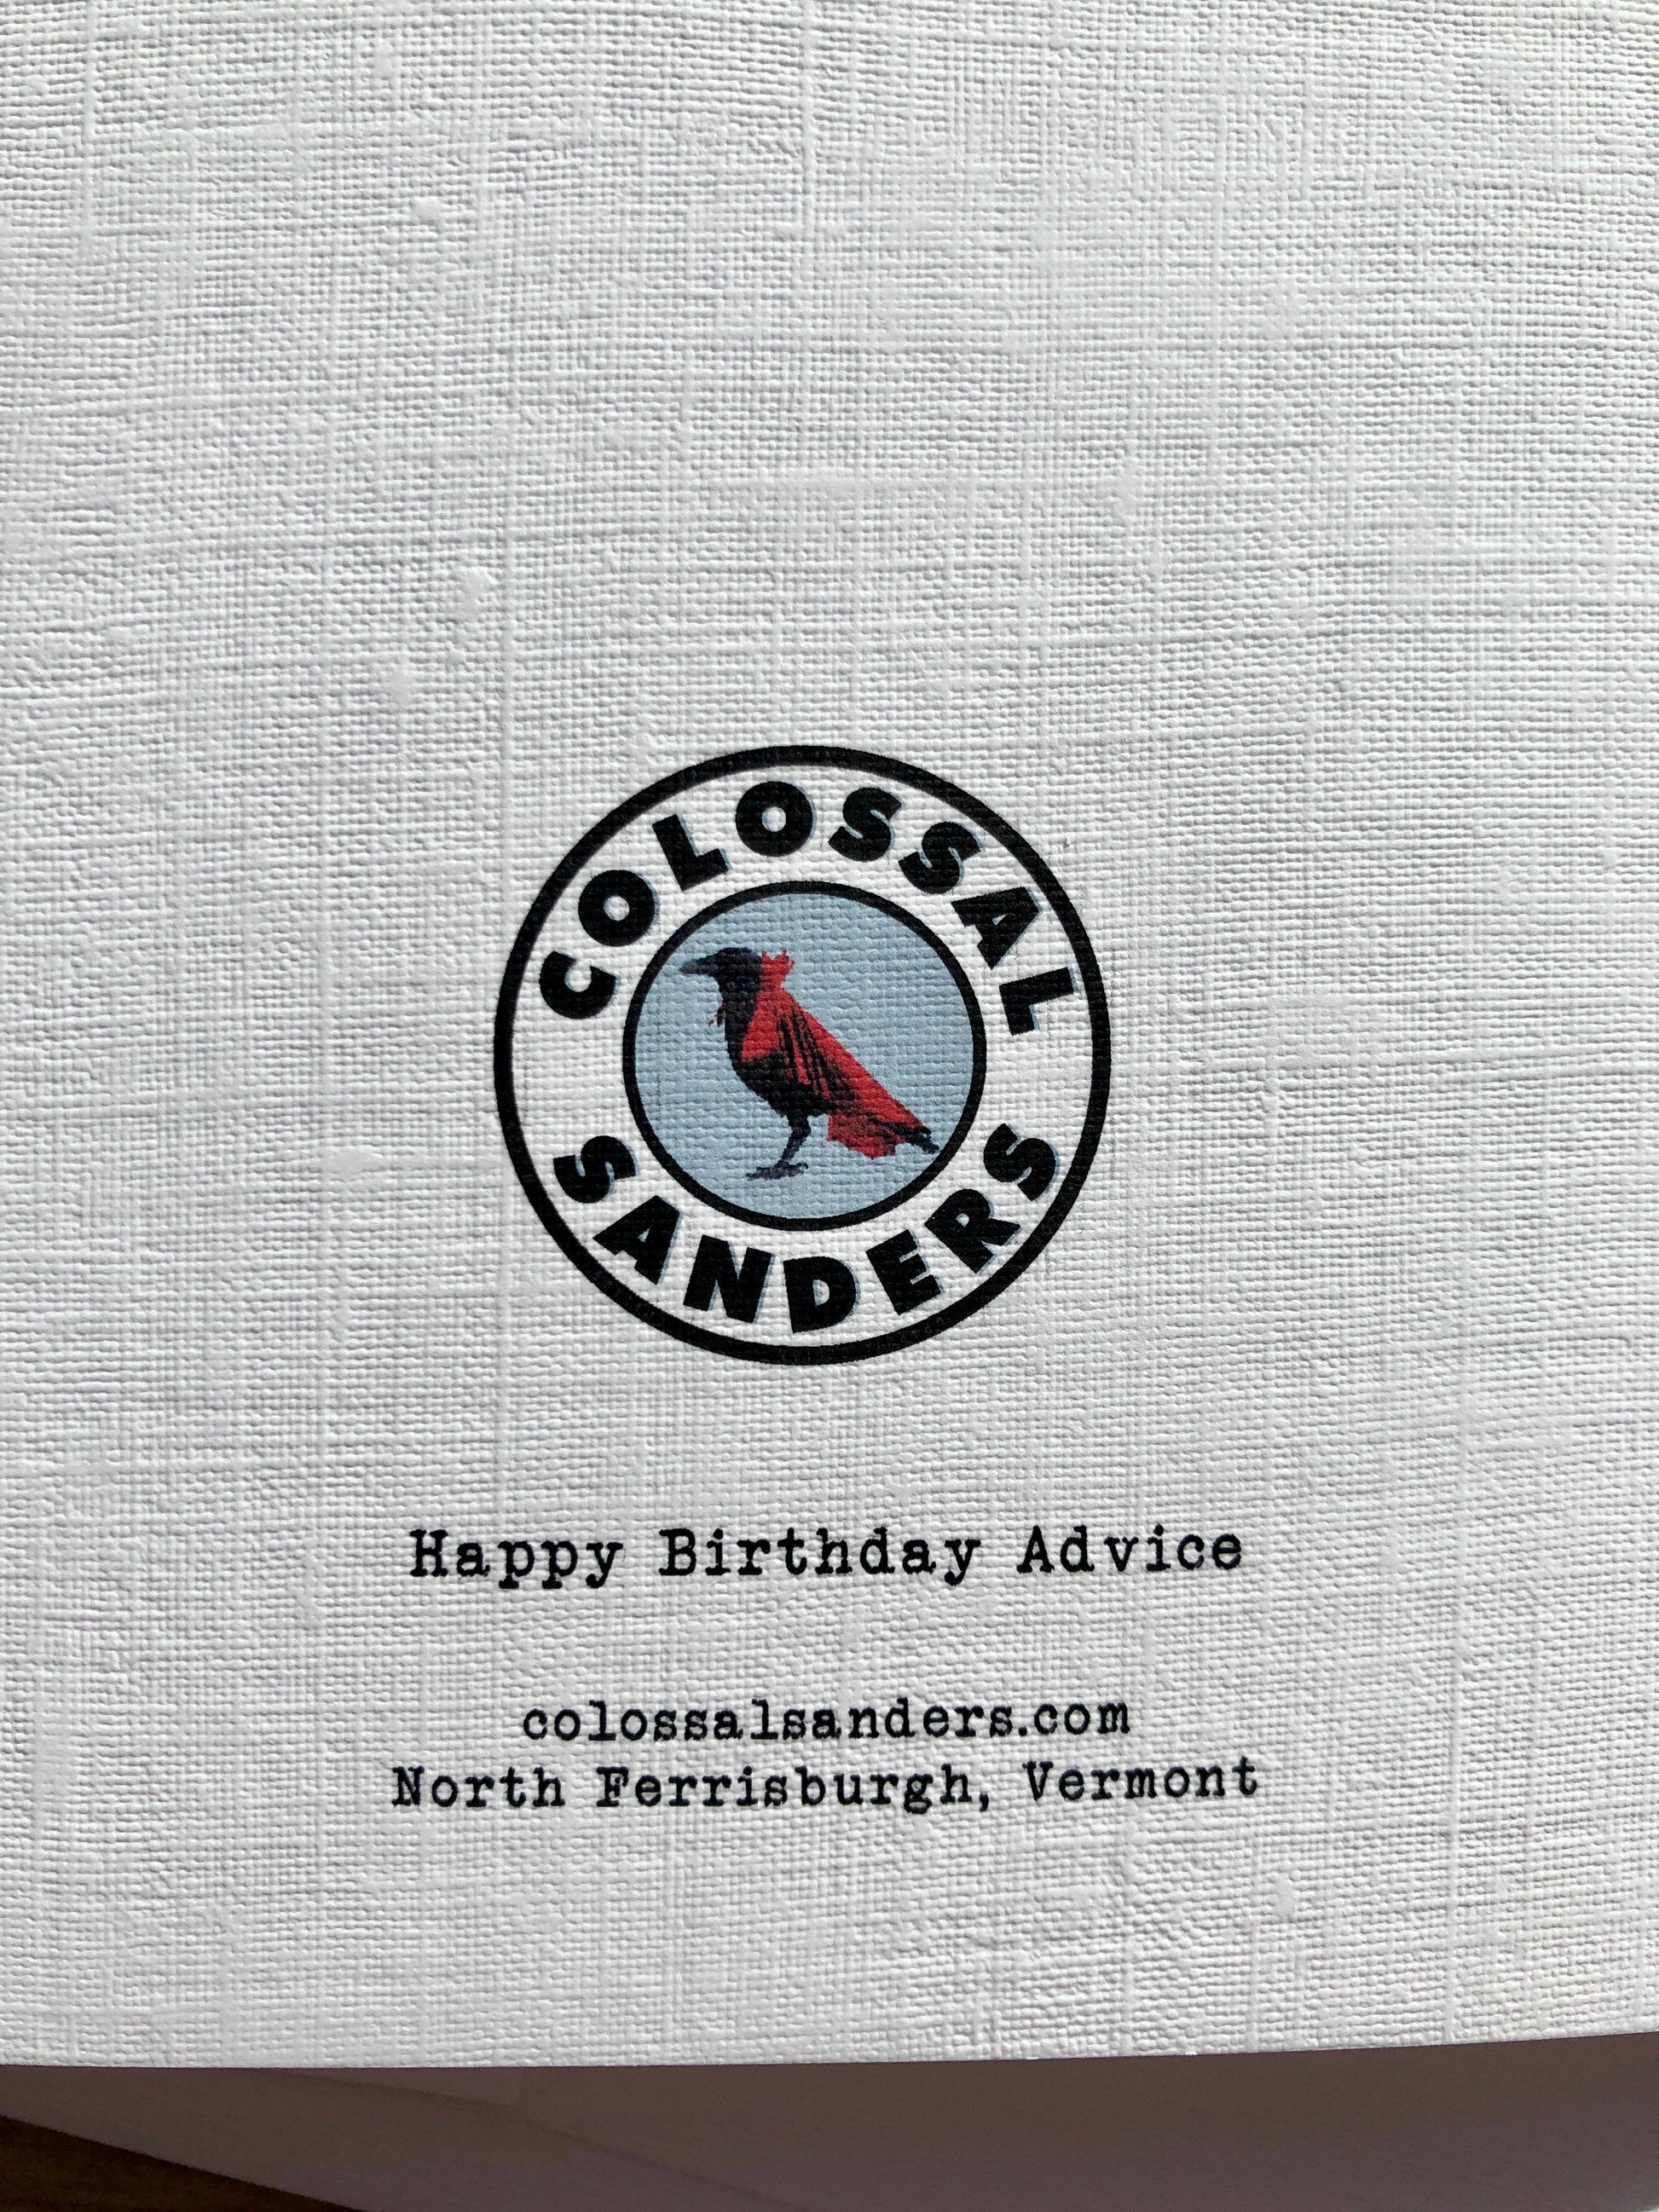 COLOSSAL
SANDERS
Happy Birthday Advice
colossalsanders.com
North Ferrisburgh, Vermont